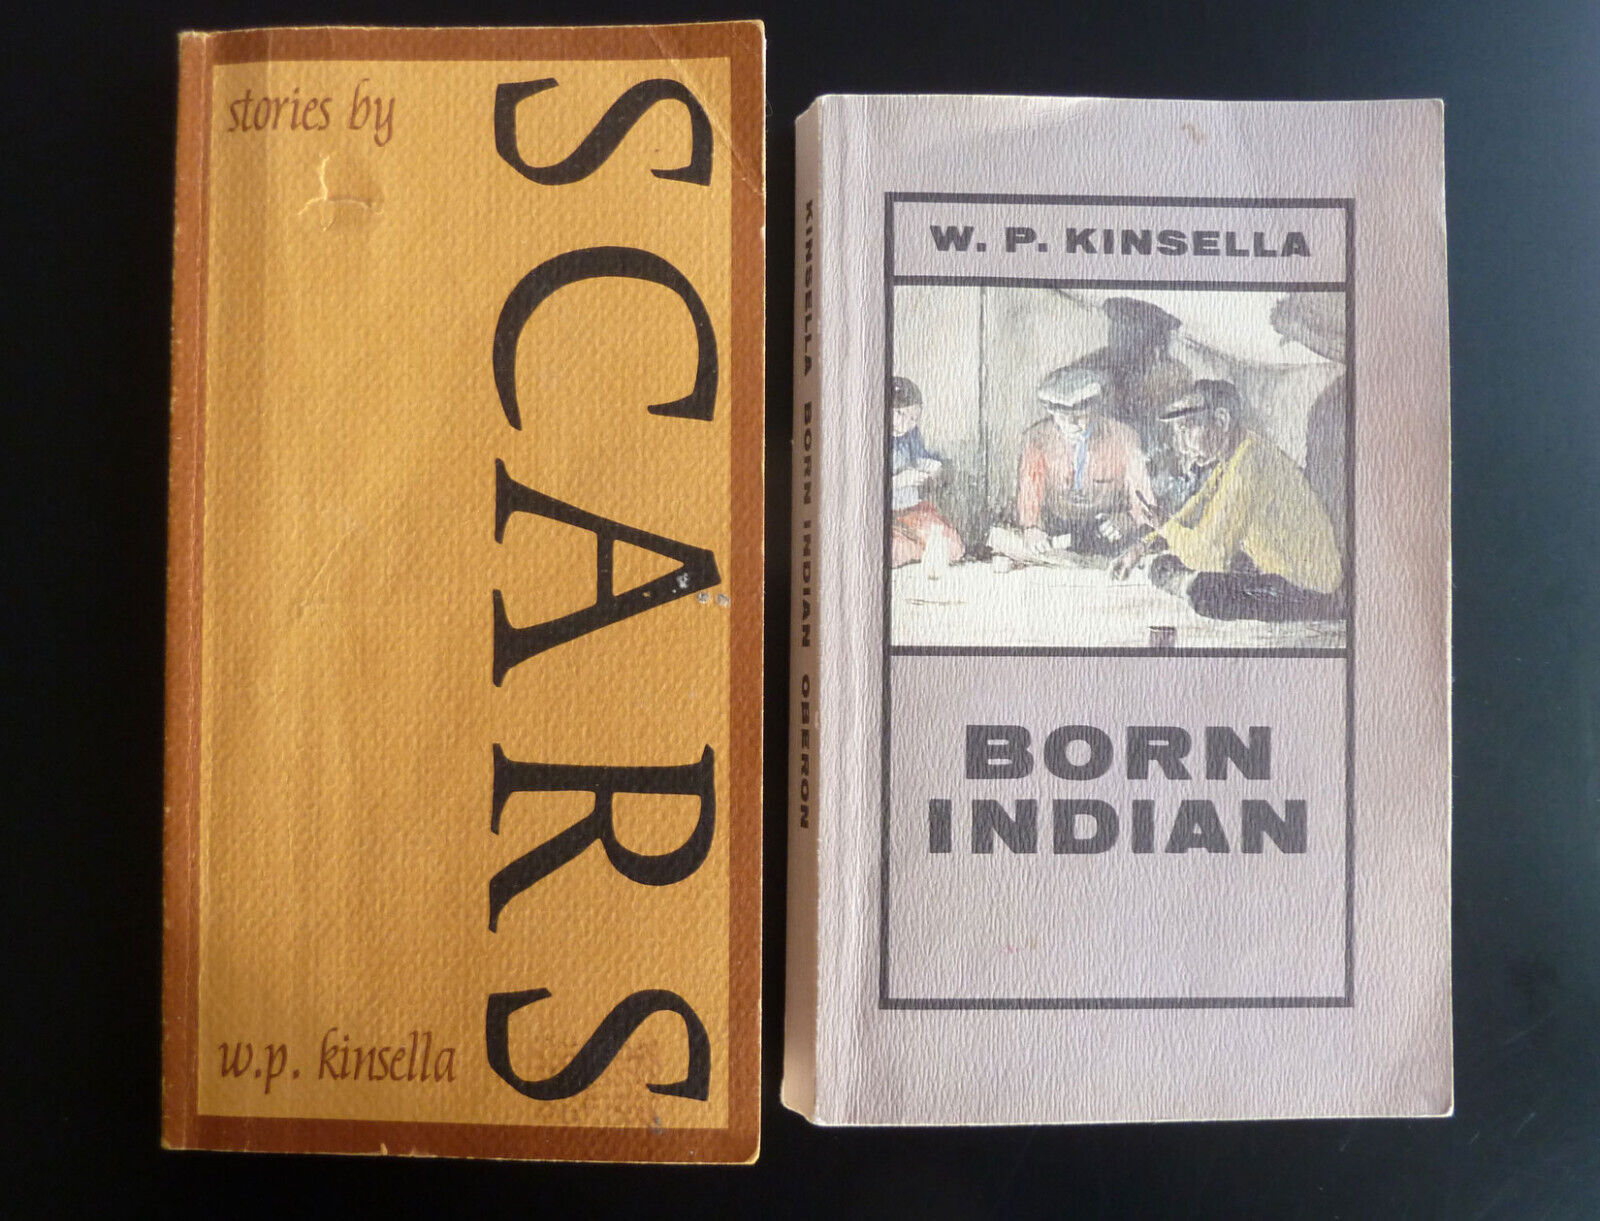 stories by
SCARS
w.p. kinsella
KINSELLA BORN INDIAN OBERON
W. P. KINSELLA
BORN
INDIAN